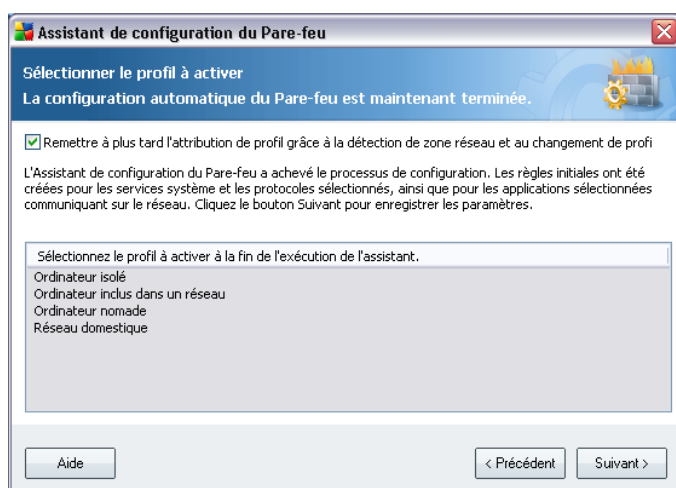 Assistant de configuration du Pare-feu
Sélectionner le profil à activer
La configuration automatique du Pare-feu est maintenant terminée.
Remettre à plus tard l'attribution de profil grâce à la détection de zone réseau et au changement de profi
L'Assistant de configuration du Pare-feu a achevé le processus de configuration. Les règles initiales ont été
créées pour les services système et les protocoles sélectionnés, ainsi que pour les applications sélectionnées
communiquant sur le réseau. Cliquez le bouton Suivant pour enregistrer les paramètres.
Sélectionnez le profil à activer à la fin de l'exécution de l'assistant.
Ordinateur isolé
Ordinateur inclus dans un réseau
Ordinateur nomade
Réseau domestique
Aide
< Précédent
Suivant >